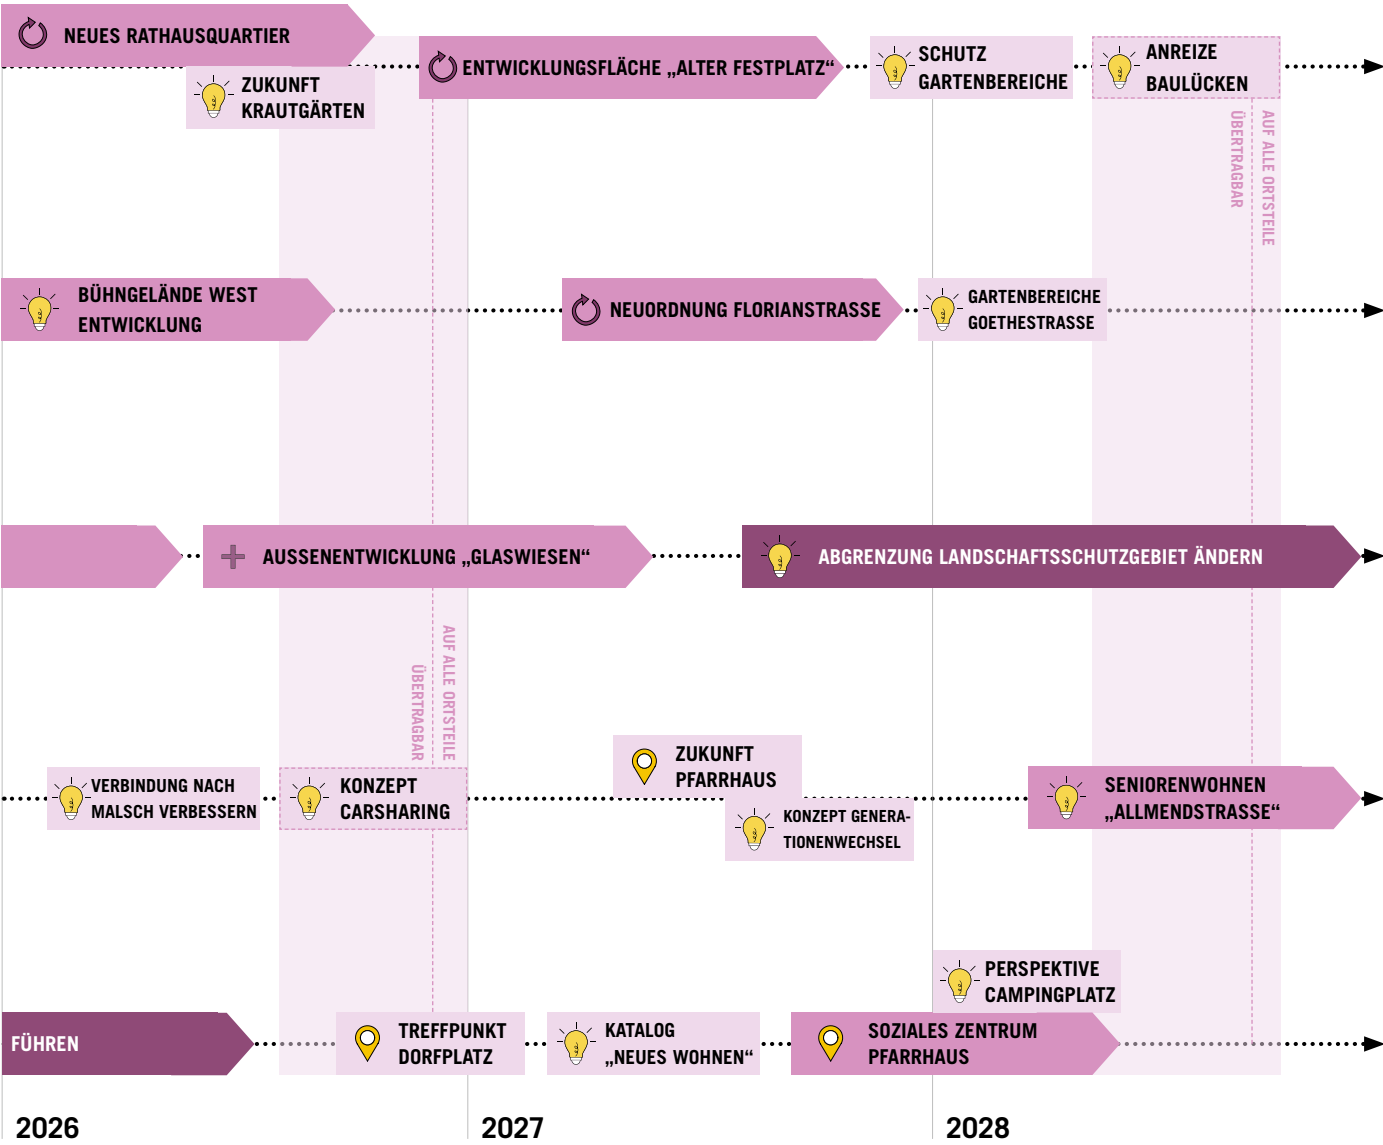 NEUES RATHAUSQUARTIER
ZUKUNFT
KRAUTGÄRTEN
ENTWICKLUNGSFLÄCHE „ALTER FESTPLATZ“
SCHUTZ
GARTENBEREICHE
ANREIZE
BAULÜCKEN
AUF ALLE ORTSTEILE
ÜBERTRAGBAR
BÜHNGELÄNDE WEST
ENTWICKLUNG
NEUORDNUNG FLORIANSTRASSE
GARTENBEREICHE
GOETHESTRASSE
AUSSENENTWICKLUNG „GLASWIESEN“
ABGRENZUNG LANDSCHAFTSSCHUTZGEBIET ÄNDERN
AUF ALLE ORTSTEILE
ÜBERTRAGBAR
VERBINDUNG NACH
MALSCH VERBESSERN
KONZEPT
CARSHARING
ZUKUNFT
PFARRHAUS
KONZEPT GENERA-
TIONENWECHSEL
SENIORENWOHNEN
„ALLMENDSTRASSE“
PERSPEKTIVE
CAMPINGPLATZ
FÜHREN
TREFFPUNKT
DORFPLATZ
KATALOG
„NEUES WOHNEN“
SOZIALES ZENTRUM
PFARRHAUS
2026
2027
2028